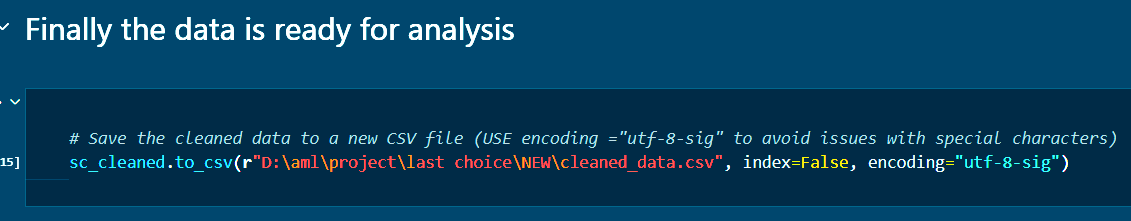 Finally the data is ready for analysis
# Save the cleaned data to a new CSV file (USE encoding ="utf-8-sig" to avoid issues with special characters)
15] sc_cleaned.to_csv(r"D:\aml\project\last choice\NEW\cleaned_data.csv", index=False, encoding="utf-8-sig")